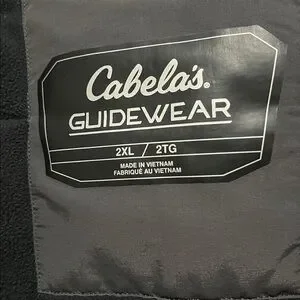 Cabela's®
GUIDEWEAR
2XL / 2TG
MADE IN VIETNAM
FABRIQUÉ AU VIETNAM